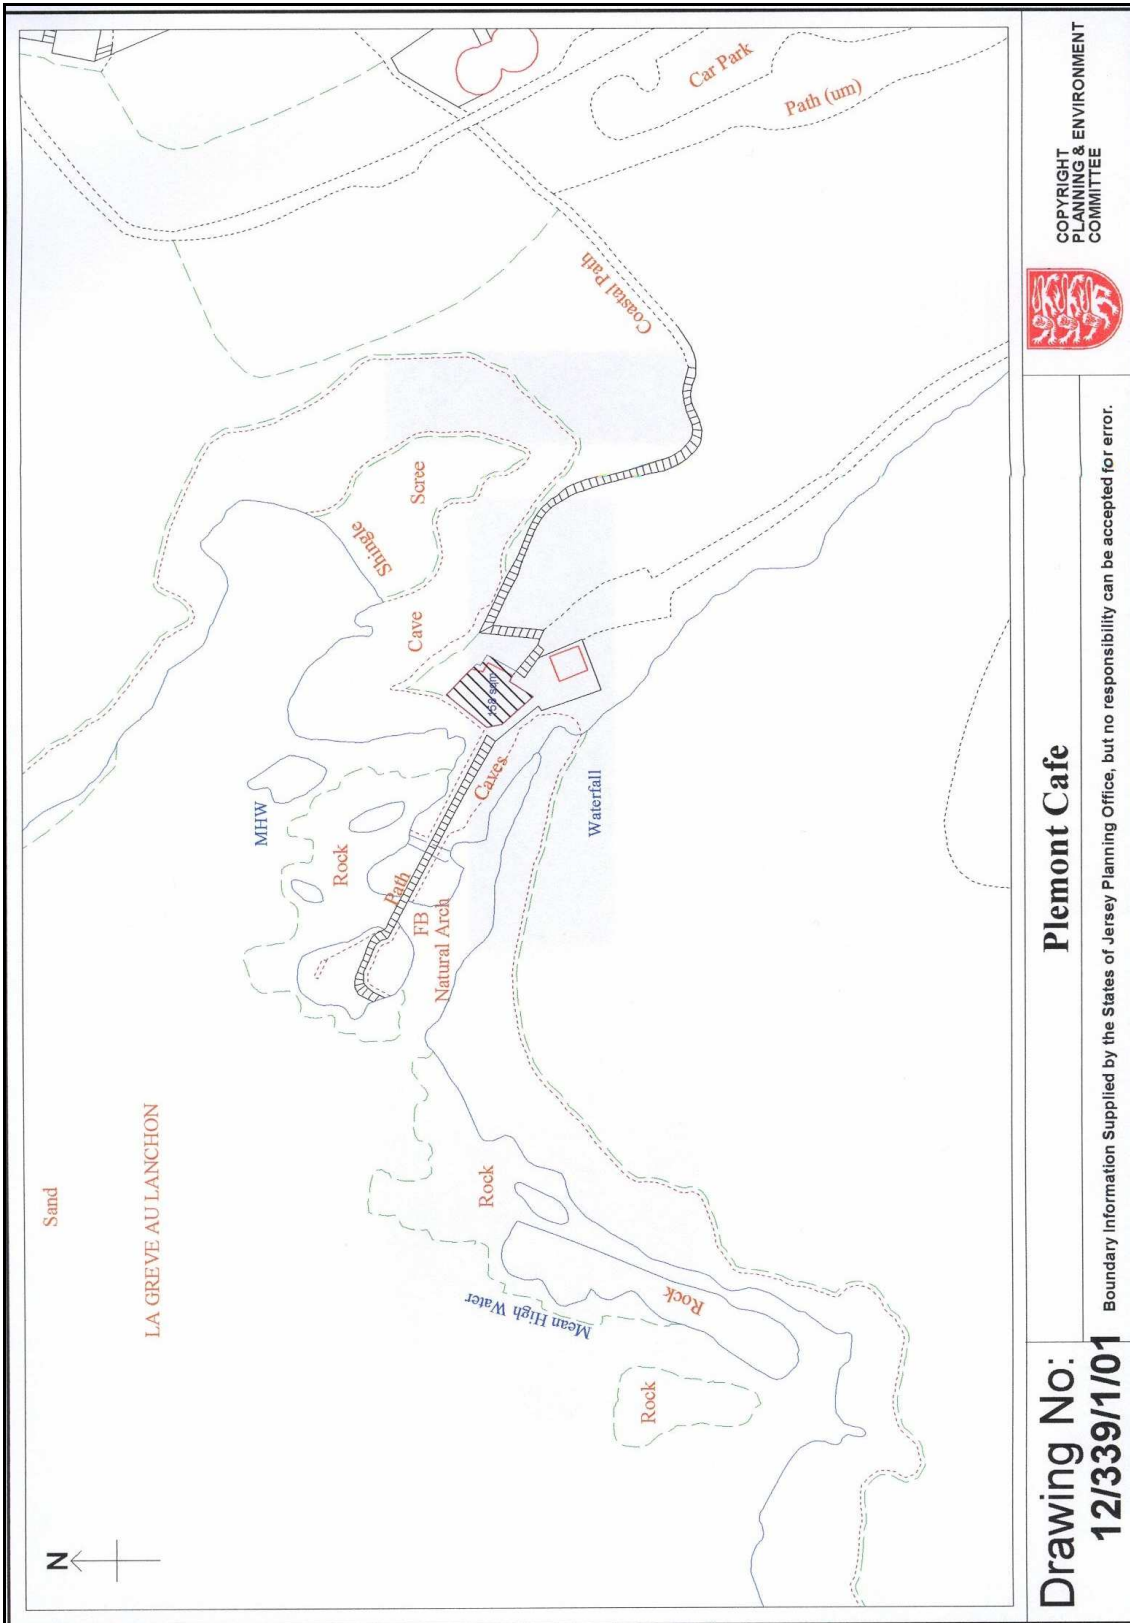 N
Sand
LA GREVE AU LANCHON
MHW
Rock
Path
FB
Natural Arch
Caves
Cave
Shingle
Scree
Coastal Path
Car Park
Path (um)
158 sqm
Waterfall
Rock
Mean High Water
Rock
Rock
Drawing No:
12/339/1/01
Plemont Cafe
Boundary Information Supplied by the States of Jersey Planning Office, but no responsibility can be accepted for error.
COPYRIGHT
PLANNING & ENVIRONMENT
COMMITTEE